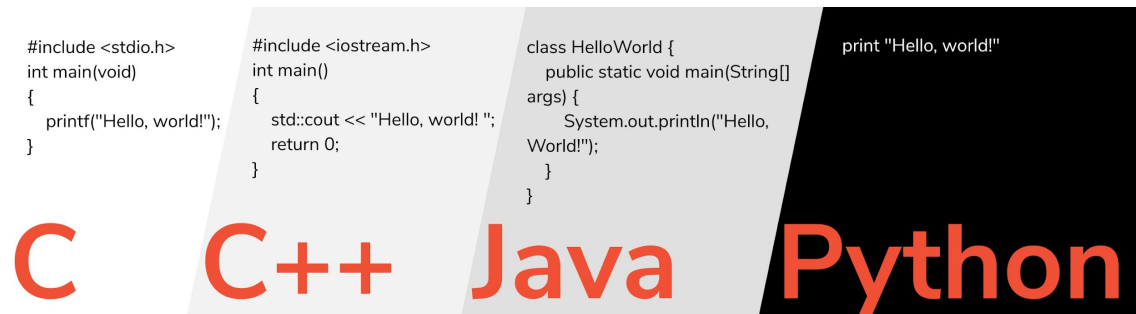 #include <stdio.h>
int main(void)
{
printf("Hello, world!");
}
C
#include <iostream.h>
int main()
{
std::cout << "Hello, world! ";
return 0;
}
C++
class HelloWorld {
public static void main(String[]
args) {
System.out.println("Hello,
World!");
}
}
Java
print "Hello, world!"
Python